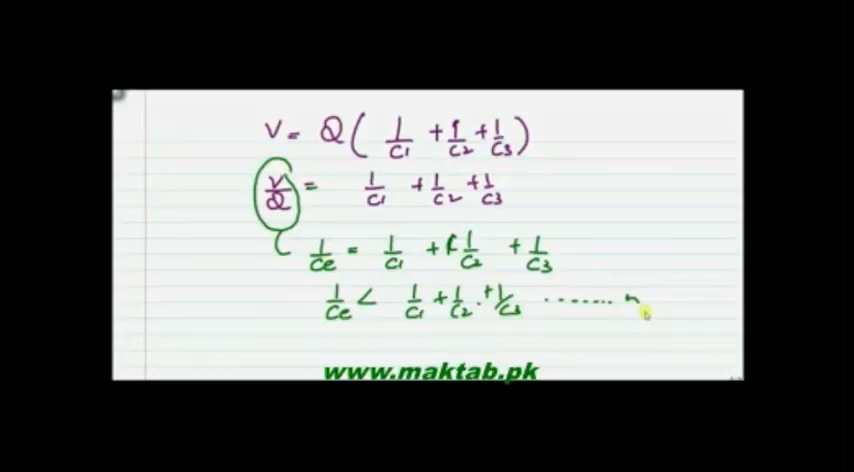 V = Q ( 1/C1 + 1/C2 + 1/C3 )
V/Q = 1/C1 + 1/C2 + 1/C3
1/Ce = 1/C1 + 1/C2 + 1/C3
1/Ce < 1/C1 + 1/C2 . + 1/C3 ........ n
www.maktab.pk